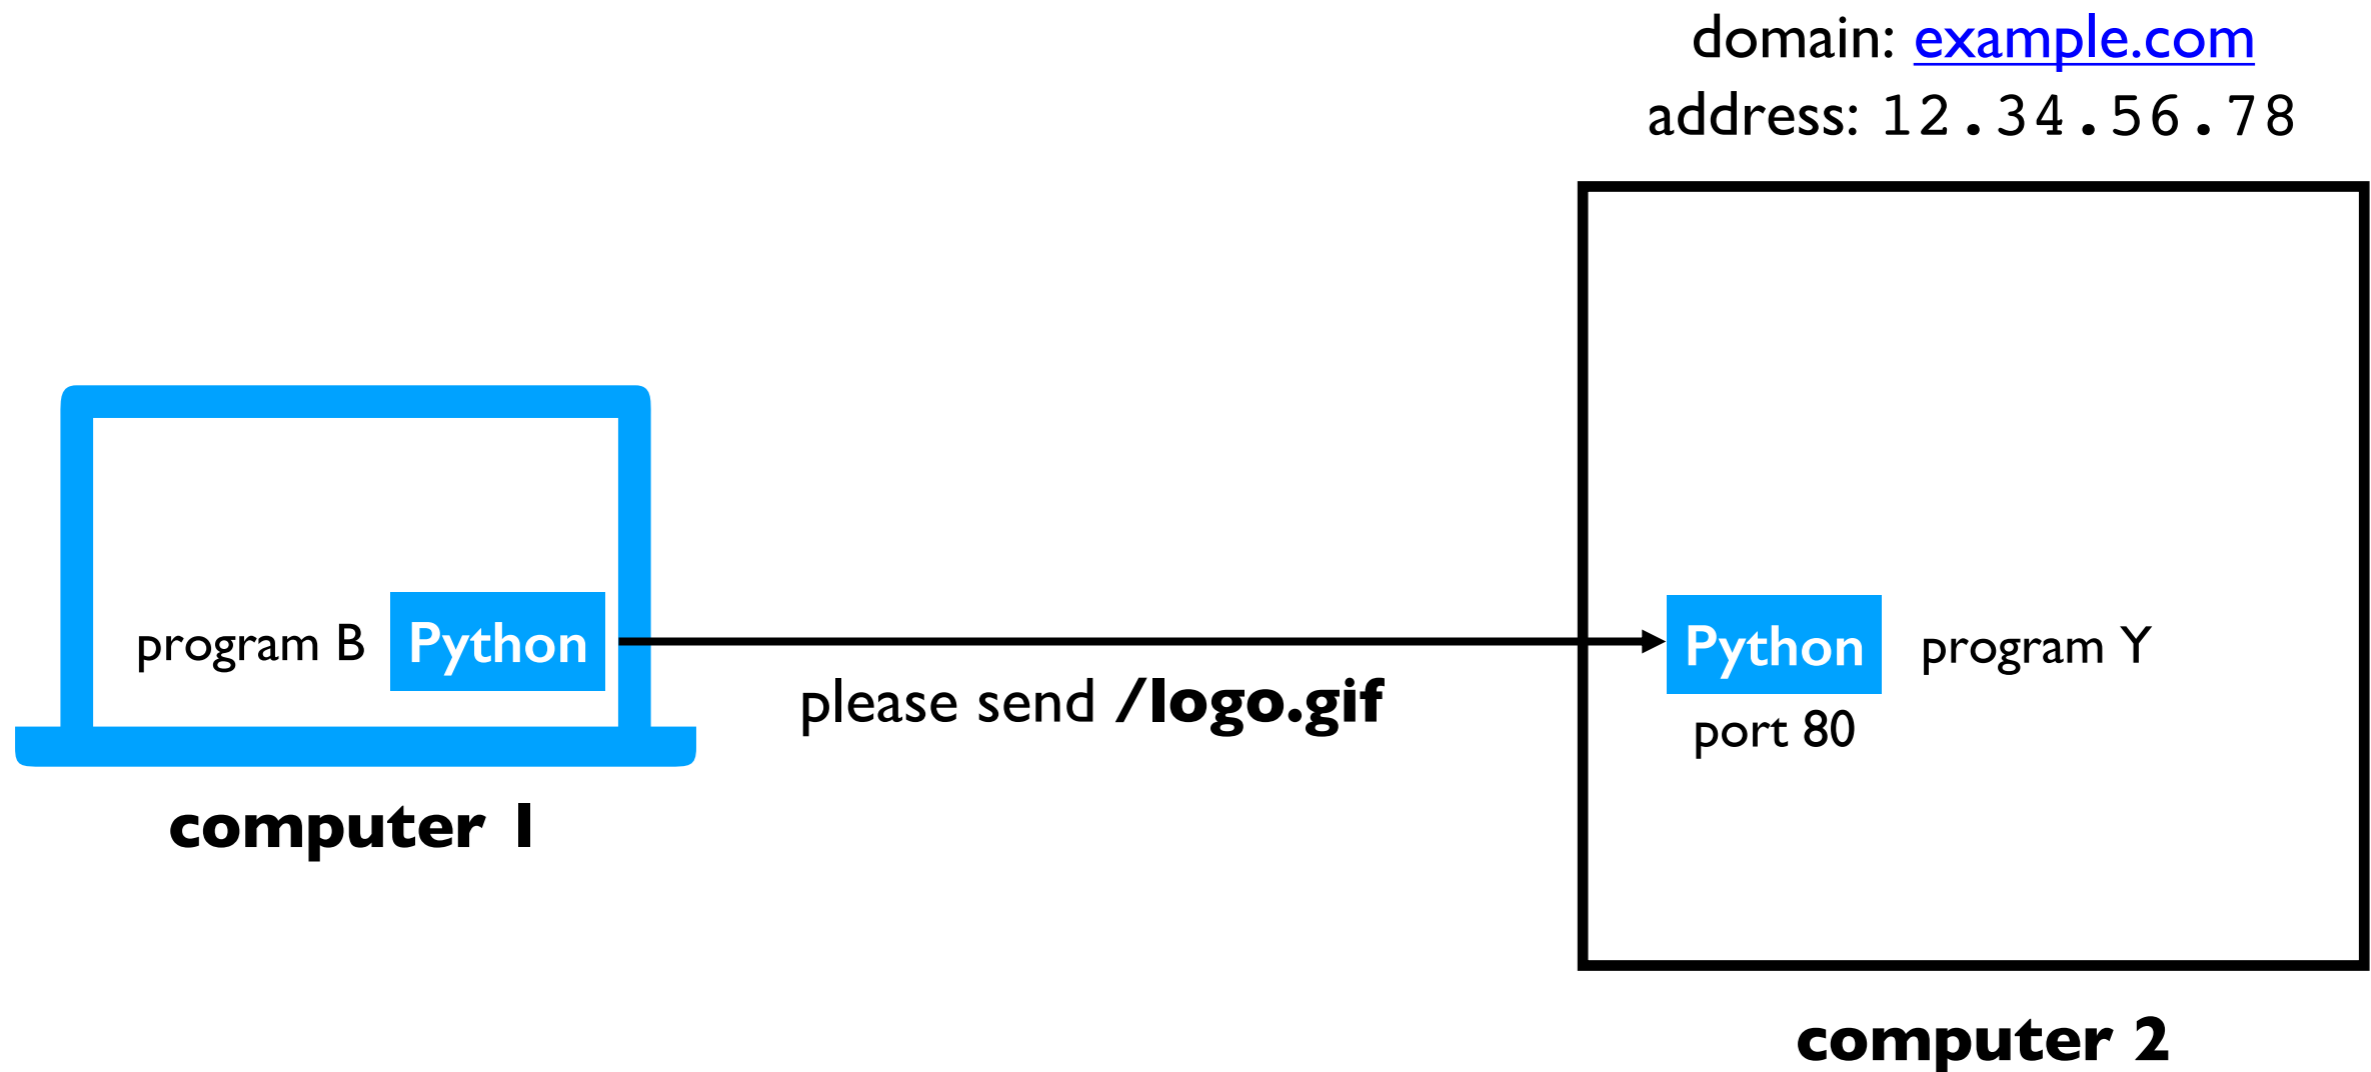 domain: example.com
address: 12.34.56.78
program B
Python
please send /logo.gif
Python
program Y
port 80
computer 1
computer 2